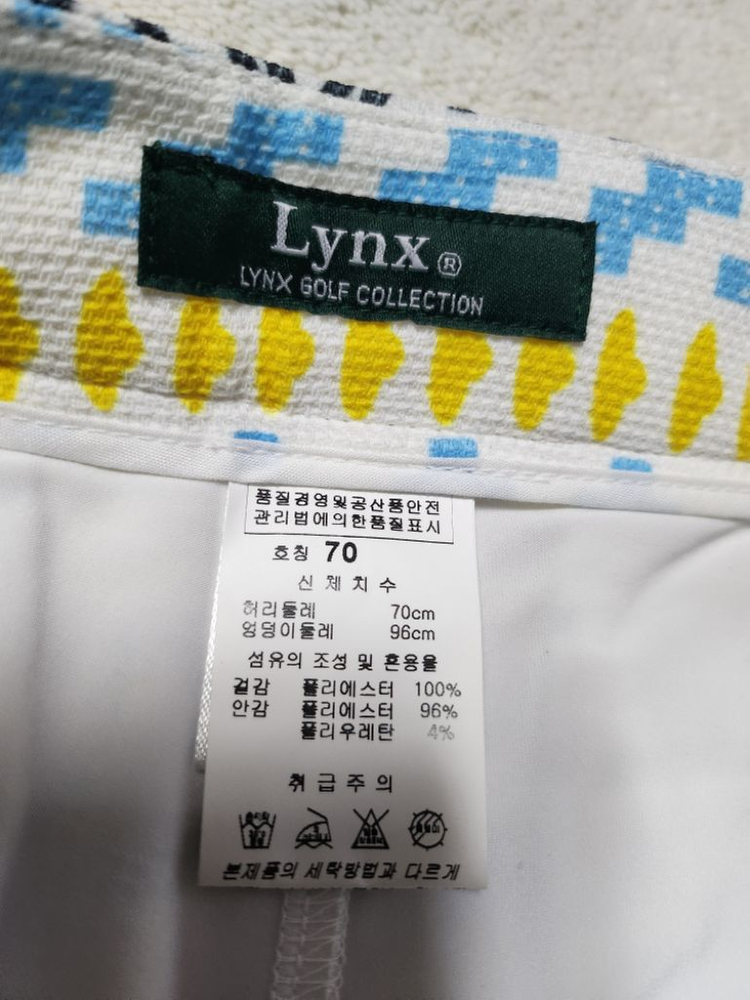 Lynx®
LYNX GOLF COLLECTION
품질경영및공산품안전
관리법에의한품질표시
호칭 70
신체치수
허리둘레 70cm
엉덩이둘레 96cm
섬유의 조성 및 혼용율
겉감 폴리에스터 100%
안감 폴리에스터 96%
폴리우레탄 4%
취급주의
본제품의 세탁방법과 다르게